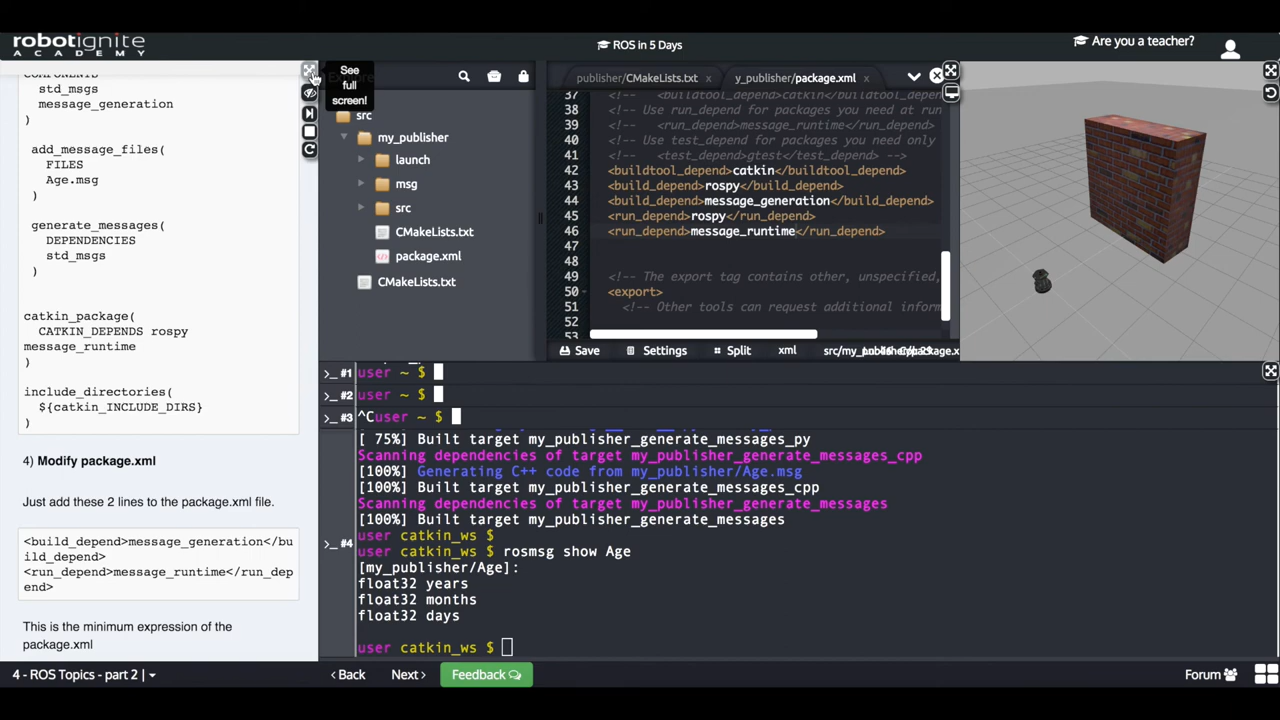 robotignite
ACADEMY
ROS in 5 Days
Are you a teacher?
COMPONENTS
std_msgs
message_generation
)
add_message_files(
FILES
Age.msg
)
generate_messages(
DEPENDENCIES
std_msgs
)
catkin_package(
CATKIN_DEPENDS rospy
message_runtime
)
include_directories(
${catkin_INCLUDE_DIRS}
)
4) Modify package.xml
Just add these 2 lines to the package.xml file.
<build_depend>message_generation</bu
ild_depend>
<run_depend>message_runtime</run_dep
end>
This is the minimum expression of the
package.xml
See
full
screen!
src
my_publisher
launch
msg
src
CMakeLists.txt
package.xml
CMakeLists.txt
publisher/CMakeLists.txt
y_publisher/package.xml
37 <!-- <buildtool_depend>catkin</buildtool_depend
38 <!-- Use run_depend for packages you need at run
39 <!-- <run_depend>message_runtime</run_depend
40 <!-- Use test_depend for packages you need only
41 <!-- <test_depend>gtest</test_depend> -->
42 <buildtool_depend>catkin</buildtool_depend>
43 <build_depend>rospy</build_depend>
44 <build_depend>message_generation</build_depend>
45 <run_depend>rospy</run_depend>
46 <run_depend>message_runtime</run_depend>
47
48
49 <!-- The export tag contains other, unspecified,
50 <export>
51 <!-- Other tools can request additional inform
52
53
Save
Settings
Split
xml
>_ #1 user ~ $
>_ #2 user ~ $
>_ #3 ^Cuser ~ $
[ 75%] Built target my_publisher_generate_messages_py
Scanning dependencies of target my_publisher_generate_messages_cpp
[100%] Generating C++ code from my_publisher/Age.msg
[100%] Built target my_publisher_generate_messages_cpp
Scanning dependencies of target my_publisher_generate_messages
[100%] Built target my_publisher_generate_messages
user catkin_ws $
>_ #4 user catkin_ws $ rosmsg show Age
[my_publisher/Age]:
float32 years
float32 months
float32 days
user catkin_ws $
4 - ROS Topics - part 2 |
‹ Back
Next ›
Feedback
Forum